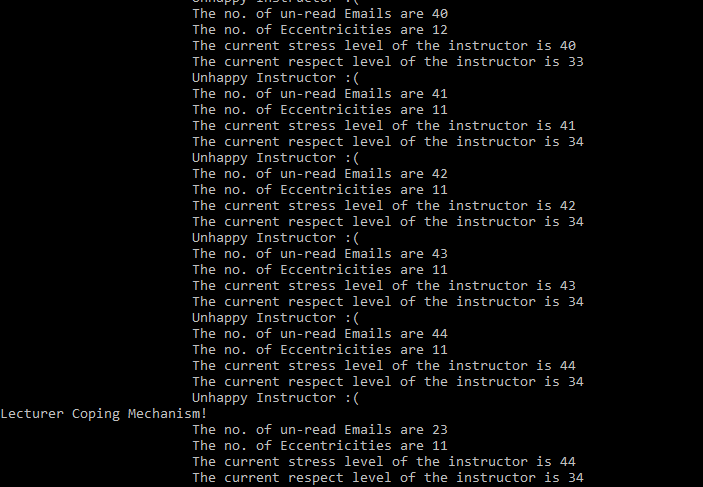 Unhappy Instructor :(
The no. of un-read Emails are 40
The no. of Eccentricities are 12
The current stress level of the instructor is 40
The current respect level of the instructor is 33
Unhappy Instructor :(
The no. of un-read Emails are 41
The no. of Eccentricities are 11
The current stress level of the instructor is 41
The current respect level of the instructor is 34
Unhappy Instructor :(
The no. of un-read Emails are 42
The no. of Eccentricities are 11
The current stress level of the instructor is 42
The current respect level of the instructor is 34
Unhappy Instructor :(
The no. of un-read Emails are 43
The no. of Eccentricities are 11
The current stress level of the instructor is 43
The current respect level of the instructor is 34
Unhappy Instructor :(
The no. of un-read Emails are 44
The no. of Eccentricities are 11
The current stress level of the instructor is 44
The current respect level of the instructor is 34
Unhappy Instructor :(
Lecturer Coping Mechanism!
The no. of un-read Emails are 23
The no. of Eccentricities are 11
The current stress level of the instructor is 44
The current respect level of the instructor is 34